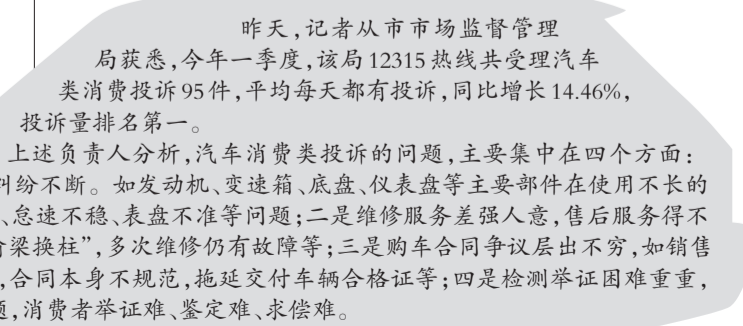 昨天,记者从市市场监督管理
局获悉,今年一季度,该局12315热线共受理汽车
类消费投诉95件,平均每天都有投诉,同比增长14.46%,
投诉量排名第一。
上述负责人分析,汽车消费类投诉的问题,主要集中在四个方面:
纠纷不断。如发动机、变速箱、底盘、仪表盘等主要部件在使用不长的
、怠速不稳、表盘不准等问题;二是维修服务差强人意,售后服务得不
梁换柱”,多次维修仍有故障等;三是购车合同争议层出不穷,如销售
,合同本身不规范,拖延交付车辆合格证等;四是检测举证困难重重,
题,消费者举证难、鉴定难、求偿难。